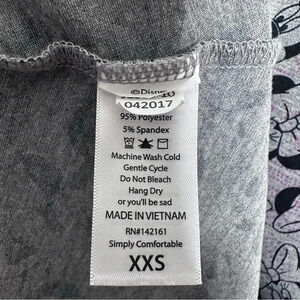 ©Disney
10
042017
95% Polyester
5% Spandex
Machine Wash Cold
Gentle Cycle
Do Not Bleach
Hang Dry
or you'll be sad
MADE IN VIETNAM
RN#142161
Simply Comfortable
XXS